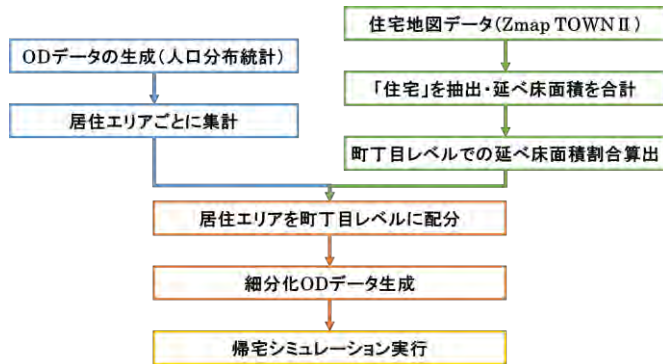 住宅地図データ(Zmap TOWNⅡ)
ODデータの生成(人口分布統計)
「住宅」を抽出・延べ床面積を合計
居住エリアごとに集計
町丁目レベルでの延べ床面積割合算出
居住エリアを町丁目レベルに配分
細分化ODデータ生成
帰宅シミュレーション実行